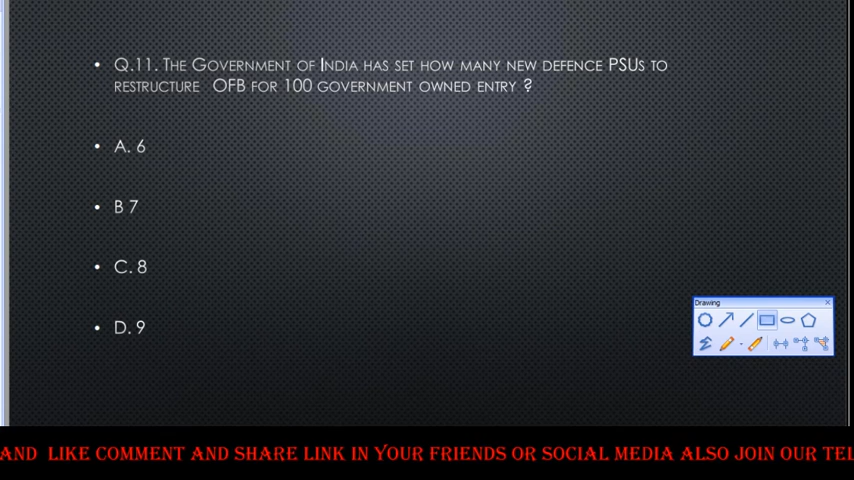 • Q.11. The Government of India has set how many new defence PSUs to
restructure OFB for 100 government owned entry ?
• A. 6
• B 7
• C. 8
• D. 9
Drawing
AND LIKE COMMENT AND SHARE LINK IN YOUR FRIENDS OR SOCIAL MEDIA ALSO JOIN OUR TEL